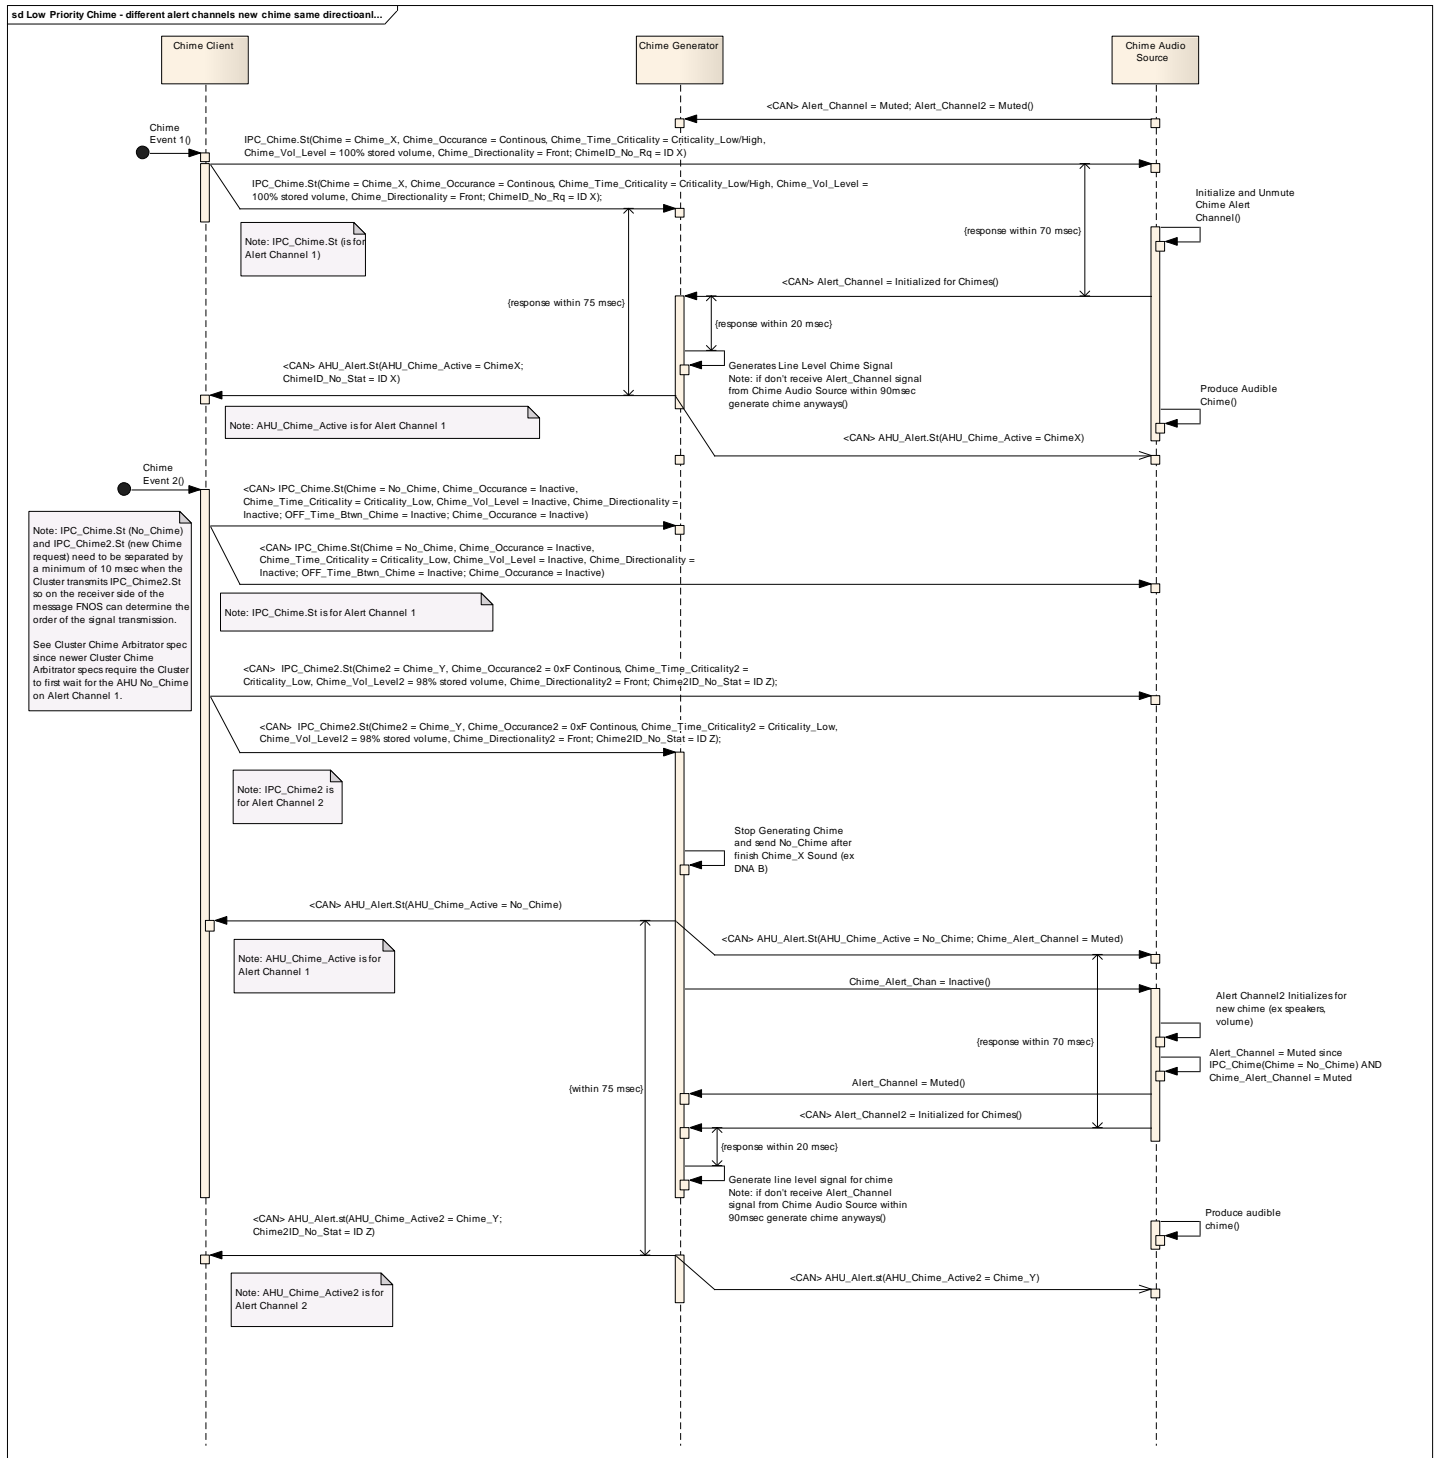 sd Low Priority Chime - different alert channels new chime same directioanl...
Chime Client
Chime Generator
Chime Audio
Source
<CAN> Alert_Channel = Muted; Alert_Channel2 = Muted()
Chime
Event 1()
IPC_Chime.St(Chime = Chime_X, Chime_Occurance = Continous, Chime_Time_Criticality = Criticality_Low/High,
Chime_Vol_Level = 100% stored volume, Chime_Directionality = Front; ChimeID_No_Rq = ID X)
IPC_Chime.St(Chime = Chime_X, Chime_Occurance = Continous, Chime_Time_Criticality = Criticality_Low/High, Chime_Vol_Level =
100% stored volume, Chime_Directionality = Front; ChimeID_No_Rq = ID X);
Initialize and Unmute
Chime Alert
Channel()
{response within 70 msec}
Note: IPC_Chime.St (is for
Alert Channel 1)
<CAN> Alert_Channel = Initialized for Chimes()
{response within 75 msec}
{response within 20 msec}
<CAN> AHU_Alert.St(AHU_Chime_Active = ChimeX;
ChimeID_No_Stat = ID X)
Generates Line Level Chime Signal
Note: if don't receive Alert_Channel signal
from Chime Audio Source within 90msec
generate chime anyways()
Produce Audible
Chime()
Note: AHU_Chime_Active is for Alert Channel 1
<CAN> AHU_Alert.St(AHU_Chime_Active = ChimeX)
Chime
Event 2()
<CAN> IPC_Chime.St(Chime = No_Chime, Chime_Occurance = Inactive,
Chime_Time_Criticality = Criticality_Low, Chime_Vol_Level = Inactive, Chime_Directionality =
Inactive; OFF_Time_Btwn_Chime = Inactive; Chime_Occurance = Inactive)
Note: IPC_Chime.St (No_Chime)
and IPC_Chime2.St (new Chime
request) need to be separated by
a minimum of 10 msec when the
Cluster transmits IPC_Chime2.St
so on the receiver side of the
message FNOS can determine the
order of the signal transmission.
See Cluster Chime Arbitrator spec
since newer Cluster Chime
Arbitrator specs require the Cluster
to first wait for the AHU No_Chime
on Alert Channel 1.
<CAN> IPC_Chime.St(Chime = No_Chime, Chime_Occurance = Inactive,
Chime_Time_Criticality = Criticality_Low, Chime_Vol_Level = Inactive, Chime_Directionality =
Inactive; OFF_Time_Btwn_Chime = Inactive; Chime_Occurance = Inactive)
Note: IPC_Chime.St is for Alert Channel 1
<CAN> IPC_Chime2.St(Chime2 = Chime_Y, Chime_Occurance2 = 0xF Continous, Chime_Time_Criticality2 =
Criticality_Low, Chime_Vol_Level2 = 98% stored volume, Chime_Directionality2 = Front; Chime2ID_No_Stat = ID Z);
<CAN> IPC_Chime2.St(Chime2 = Chime_Y, Chime_Occurance2 = 0xF Continous, Chime_Time_Criticality2 = Criticality_Low,
Chime_Vol_Level2 = 98% stored volume, Chime_Directionality2 = Front; Chime2ID_No_Stat = ID Z);
Note: IPC_Chime2 is
for Alert Channel 2
Stop Generating Chime
and send No_Chime after
finish Chime_X Sound (ex
DNA B)
<CAN> AHU_Alert.St(AHU_Chime_Active = No_Chime)
<CAN> AHU_Alert.St(AHU_Chime_Active = No_Chime; Chime_Alert_Channel = Muted)
Note: AHU_Chime_Active is for
Alert Channel 1
Chime_Alert_Chan = Inactive()
Alert Channel2 Initializes for
new chime (ex speakers,
volume)
{response within 70 msec}
Alert_Channel = Muted since
IPC_Chime(Chime = No_Chime) AND
Chime_Alert_Channel = Muted
{within 75 msec}
Alert_Channel = Muted()
<CAN> Alert_Channel2 = Initialized for Chimes()
{response within 20 msec}
Generate line level signal for chime
Note: if don't receive Alert_Channel
signal from Chime Audio Source within
90msec generate chime anyways()
<CAN> AHU_Alert.st(AHU_Chime_Active2 = Chime_Y;
Chime2ID_No_Stat = ID Z)
Produce audible
chime()
<CAN> AHU_Alert.st(AHU_Chime_Active2 = Chime_Y)
Note: AHU_Chime_Active2 is for
Alert Channel 2